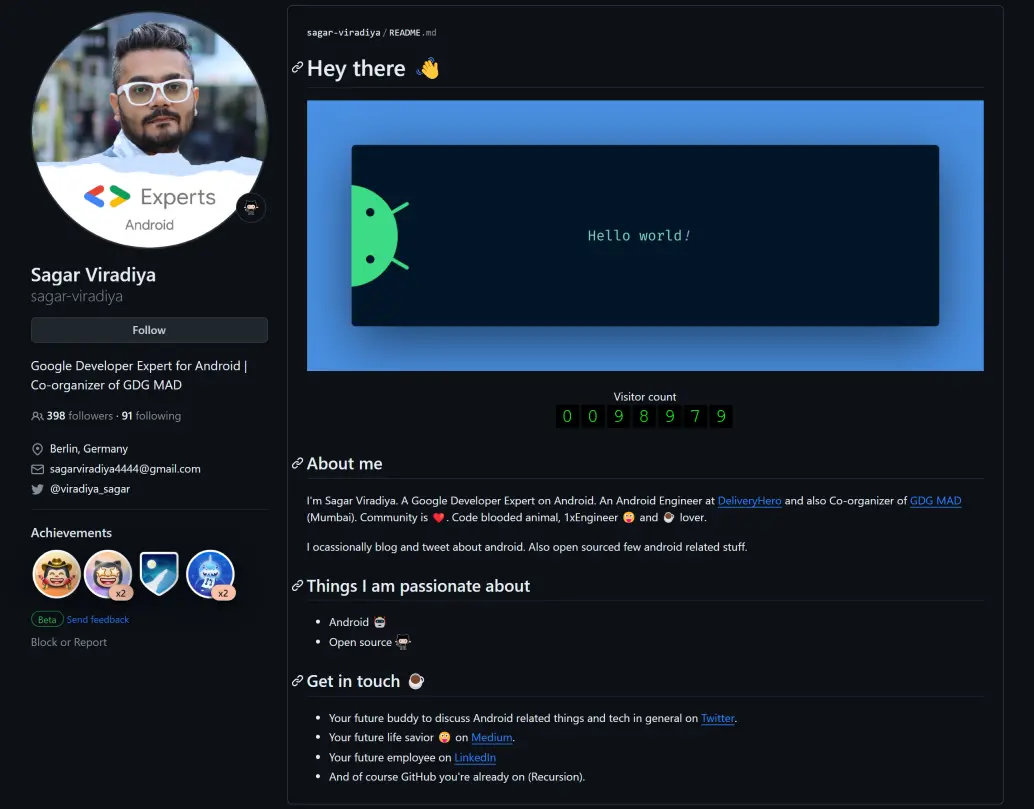 Experts
Android
Sagar Viradiya
sagar-viradiya
Follow
Google Developer Expert for Android |
Co-organizer of GDG MAD
398 followers · 91 following
Berlin, Germany
sagarviradiya4444@gmail.com
@viradiya_sagar
Achievements
x2
x2
Beta Send feedback
Block or Report
sagar-viradiya/README.md
Hey there 👋
Hello world!
Visitor count
0098979
About me
I'm Sagar Viradiya. A Google Developer Expert on Android. An Android Engineer at DeliveryHero and also Co-organizer of GDG MAD
(Mumbai). Community is ❤️. Code blooded animal, 1xEngineer 😜 and ☕ lover.
I ocassionally blog and tweet about android. Also open sourced few android related stuff.
Things I am passionate about
• Android 🤖
• Open source
Get in touch ☕
• Your future buddy to discuss Android related things and tech in general on Twitter.
• Your future life savior 😜 on Medium.
• Your future employee on LinkedIn
• And of course GitHub you're already on (Recursion).